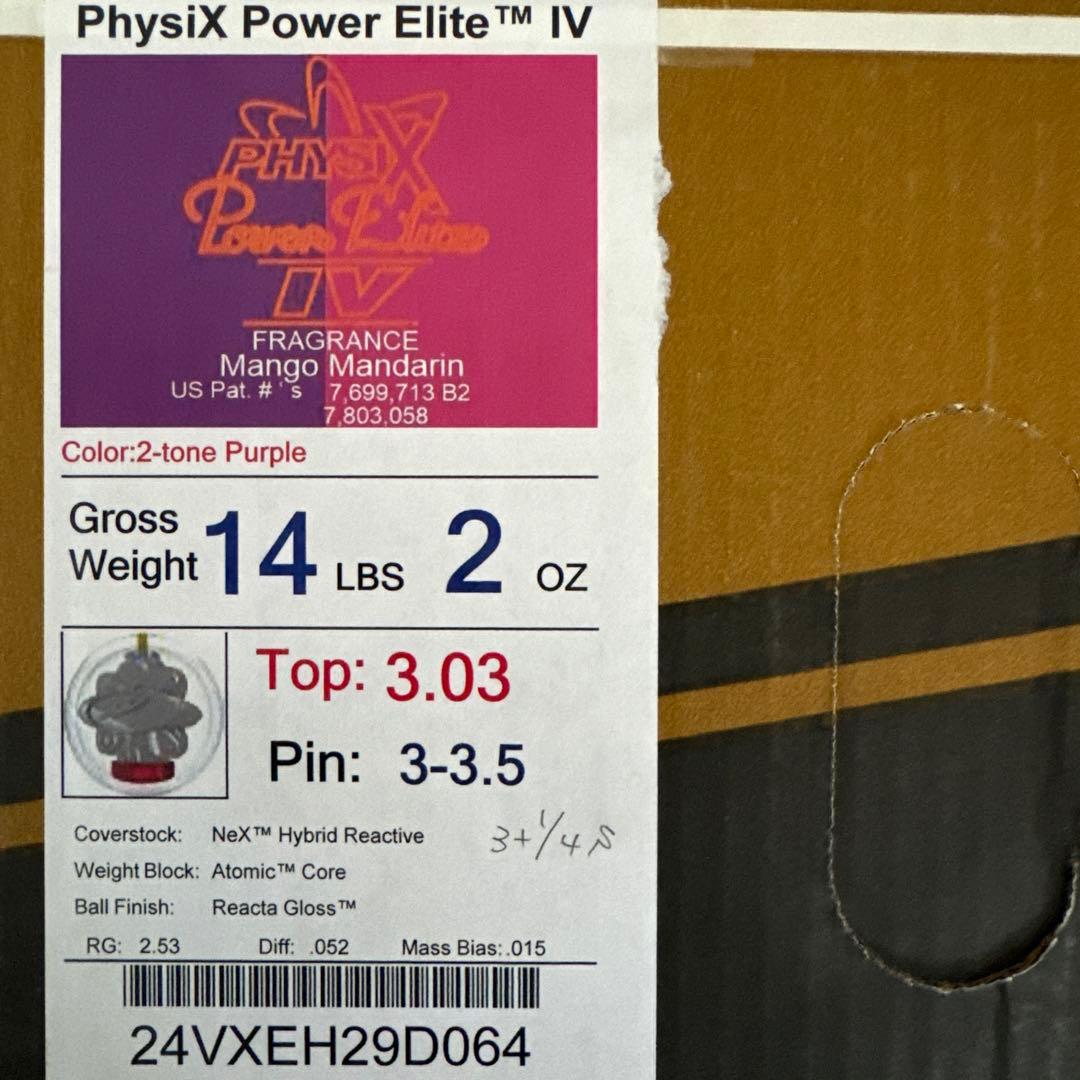 PhysiX Power Elite™ IV
PHYSIX
Power Elite
IV
FRAGRANCE
Mango Mandarin
US Pat. #'s 7,699,713 B2
7,803,058
Color:2-tone Purple
Gross Weight 14 LBS 2 OZ
Top: 3.03
Pin: 3-3.5
Coverstock: NeX™ Hybrid Reactive
3+1/4
Weight Block: Atomic™ Core
Ball Finish: Reacta Gloss™
RG: 2.53 Diff: .052 Mass Bias: .015
24VXEH29D064